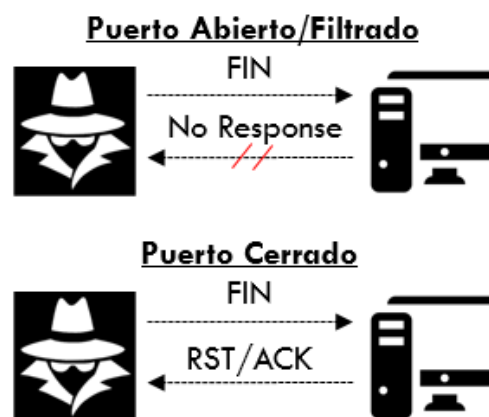 Puerto Abierto/Filtrado
FIN
No Response
Puerto Cerrado
FIN
RST/ACK